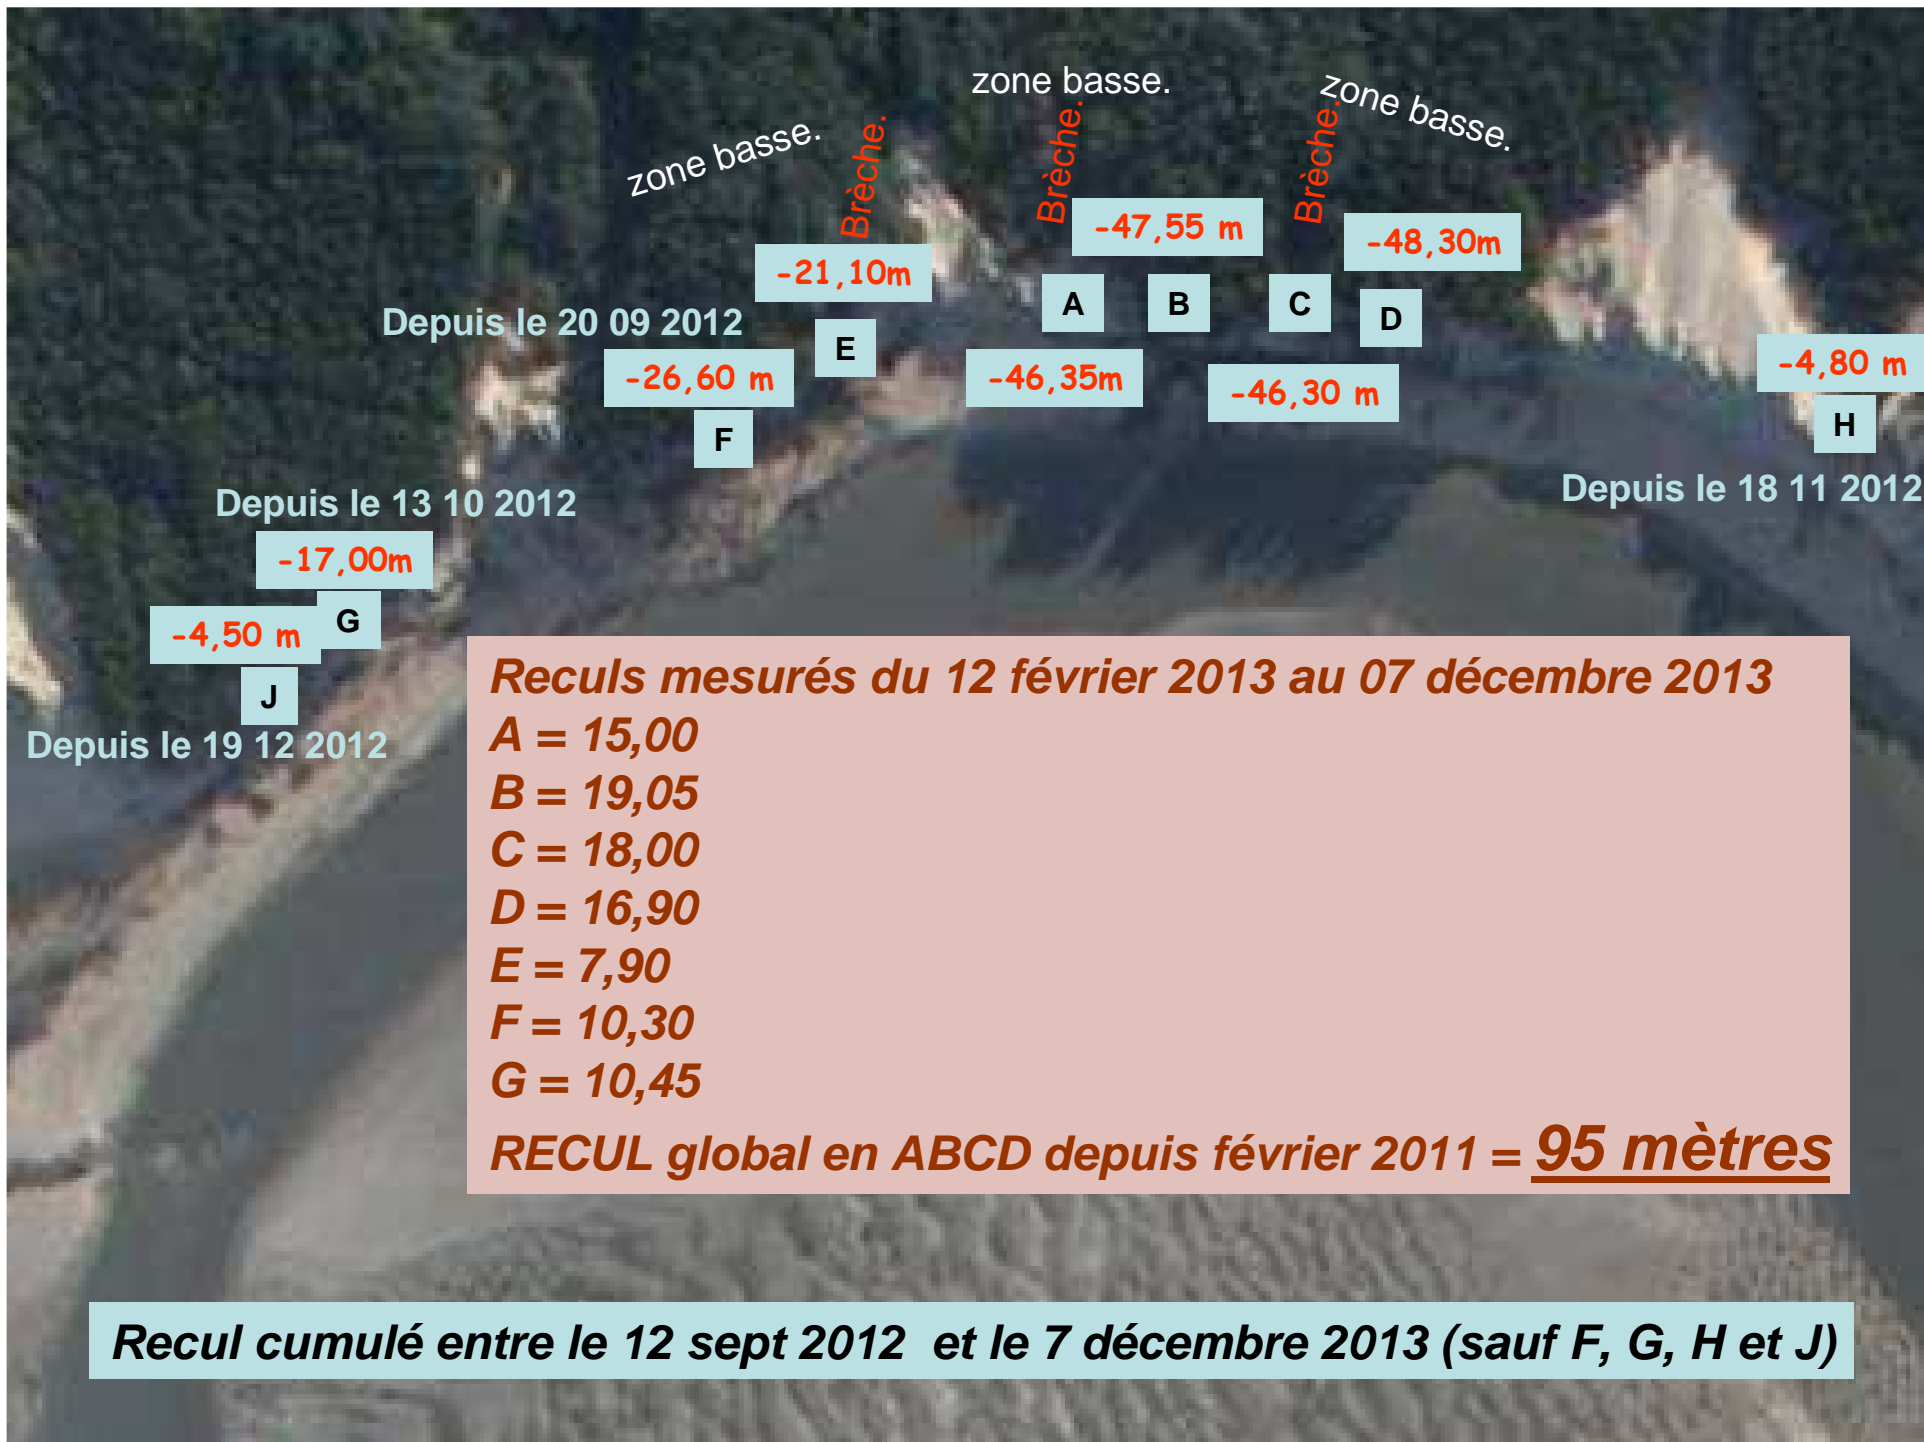 zone basse.
zone basse.
zone basse.
Brèche.
Brèche.
Brèche.
-47,55 m
-48,30m
-21,10m
A
B
C
D
Depuis le 20 09 2012
E
-26,60 m
-46,35m
-46,30 m
-4,80 m
F
H
Depuis le 18 11 2012
Depuis le 13 10 2012
-17,00m
G
-4,50 m
J
Depuis le 19 12 2012
Reculs mesurés du 12 février 2013 au 07 décembre 2013
A = 15,00
B = 19,05
C = 18,00
D = 16,90
E = 7,90
F = 10,30
G = 10,45
RECUL global en ABCD depuis février 2011 = 95 mètres
Recul cumulé entre le 12 sept 2012 et le 7 décembre 2013 (sauf F, G, H et J)